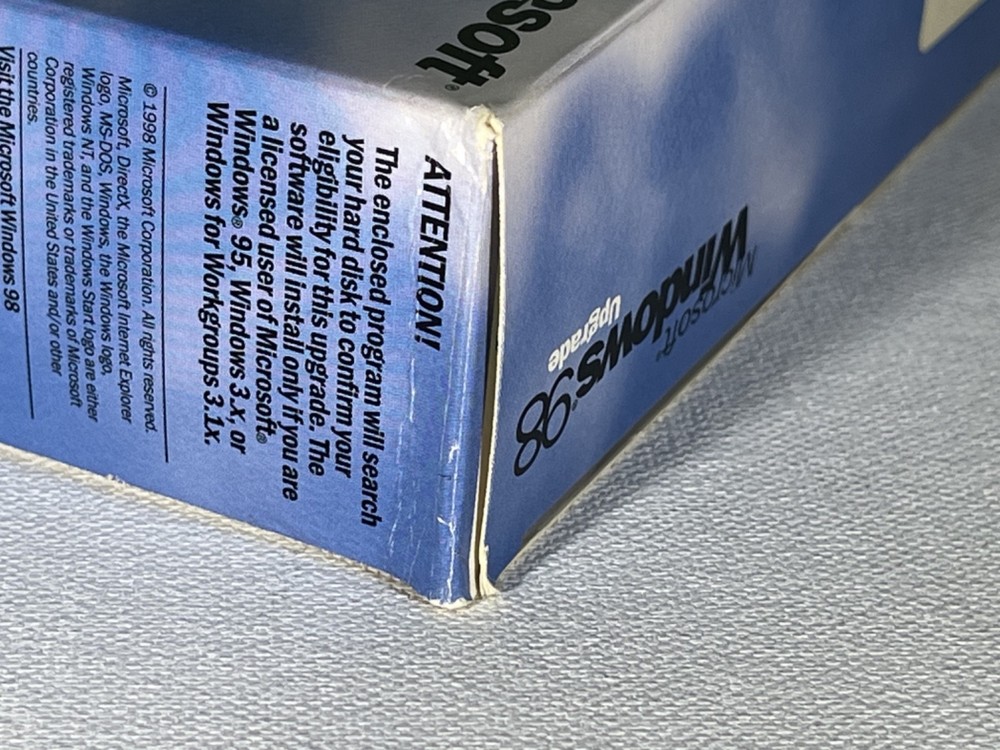 soft®
ATTENTION!
The enclosed program will search
your hard disk to confirm your
eligibility for this upgrade. The
software will install only if you are
a licensed user of Microsoft®
Windows® 95, Windows 3.x, or
Windows for Workgroups 3.1x.
© 1998 Microsoft Corporation. All rights reserved.
Microsoft, DirectX, the Microsoft Internet Explorer
logo, MS-DOS, Windows, the Windows logo,
Windows NT, and the Windows Start logo are either
registered trademarks or trademarks of Microsoft
Corporation in the United States and/or other
countries.
Visit the Microsoft Windows 98
Microsoft®
Windows®98
Upgrade